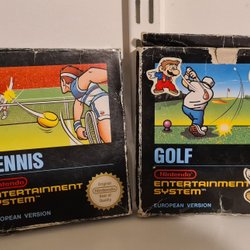 ENNIS
Nintendo
ENTERTAINMENT
SYSTEM
EUROPEAN VERSION
GOLF
Nintendo
ENTERTAINMENT
SYSTEM
EUROPEAN VERSION